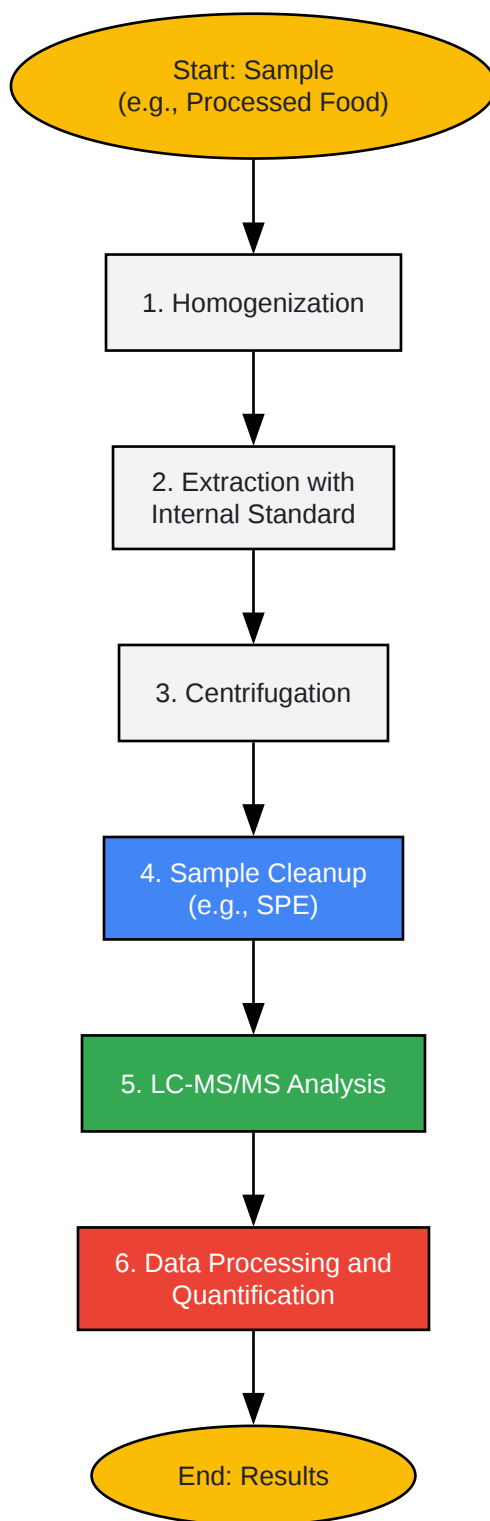 Start: Sample
(e.g., Processed Food)
1. Homogenization
2. Extraction with
Internal Standard
3. Centrifugation
4. Sample Cleanup
(e.g., SPE)
5. LC-MS/MS Analysis
6. Data Processing and
Quantification
End: Results